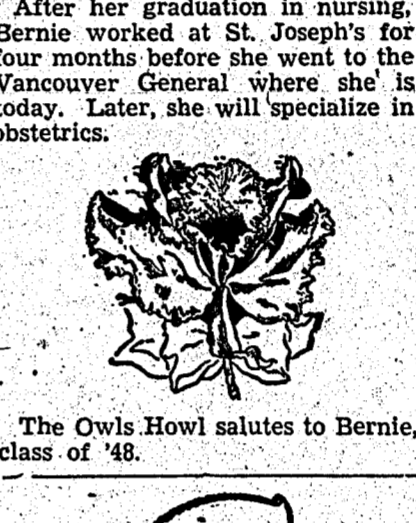 After her graduation in nursing,
Bernie worked at St. Joseph's for
four months before she went to the
Vancouver General where she is
today. Later, she will specialize in
obstetrics.
The Owls Howl salutes to Bernie,
class of '48.